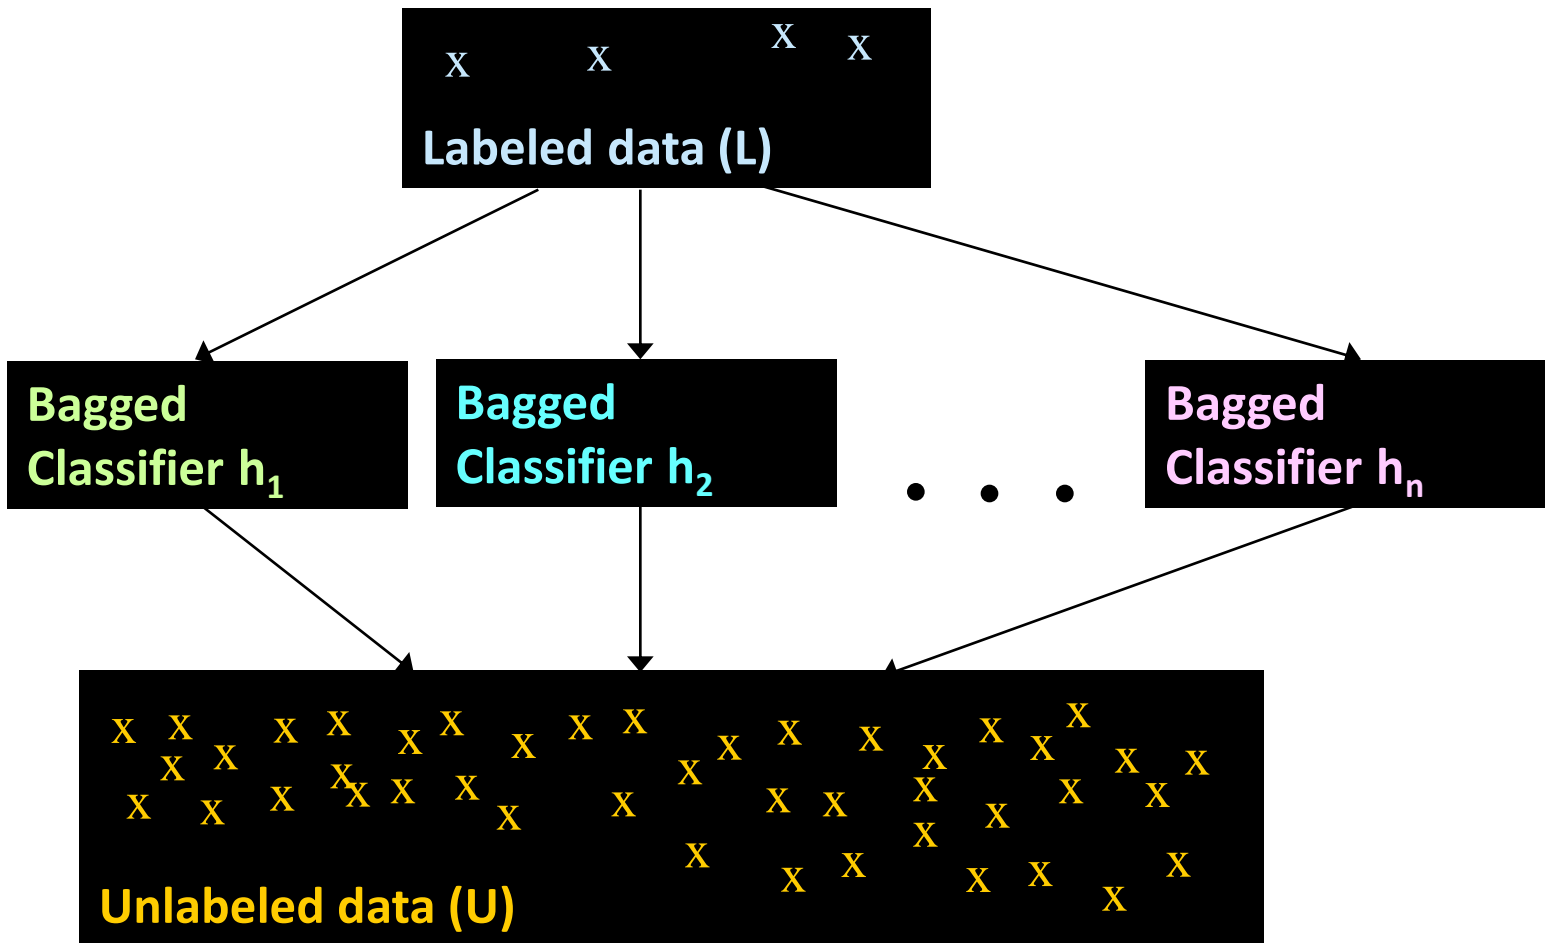 x x x x
Labeled data (L)
Bagged
Classifier h₁
Bagged
Classifier h₂
. . .
Bagged
Classifier hₙ
x x x x x x x x x x x x x x x x x x x x x x x x x x x x x x x x x x x x x x x x x x x x x
Unlabeled data (U)